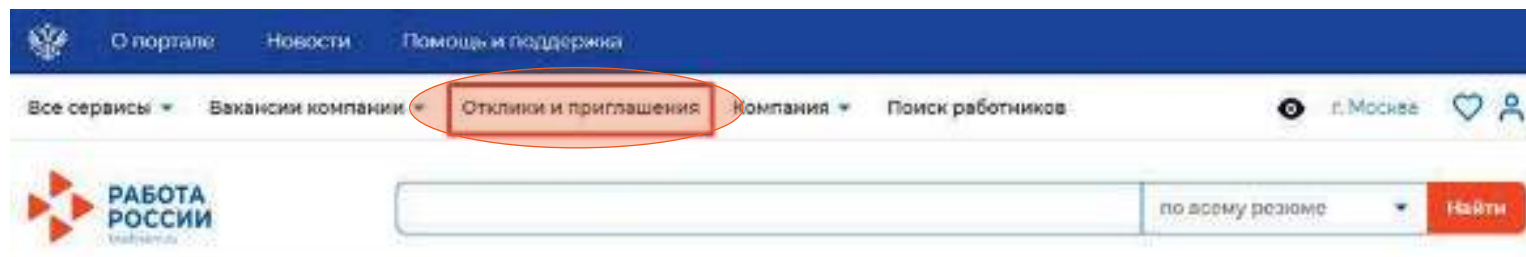 О портале Новости Помощь и поддержка
Все сервисы Вакансии компании Отклики и приглашения Компания Поиск работников г. Москва
РАБОТА
РОССИИ
по всему резюме Найти